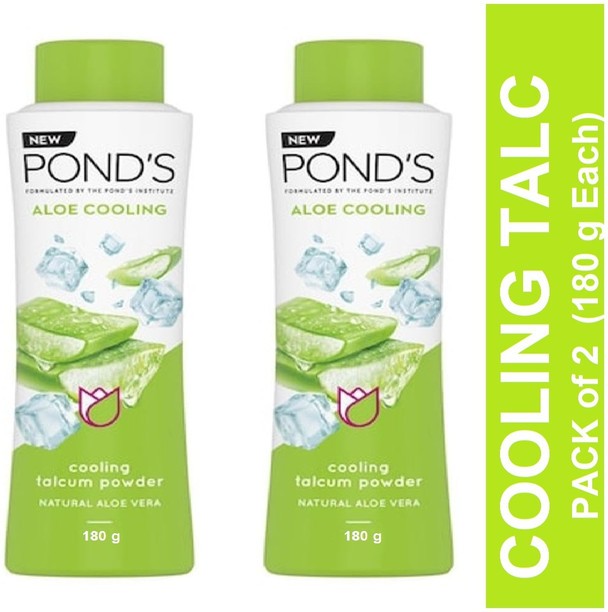 NEW
POND'S
FORMULATED BY THE POND'S INSTITUTE
ALOE COOLING
cooling
talcum powder
NATURAL ALOE VERA
180 g
NEW
POND'S
FORMULATED BY THE POND'S INSTITUTE
ALOE COOLING
cooling
talcum powder
NATURAL ALOE VERA
180 g
COOLING TALC
PACK of 2 (180 g Each)